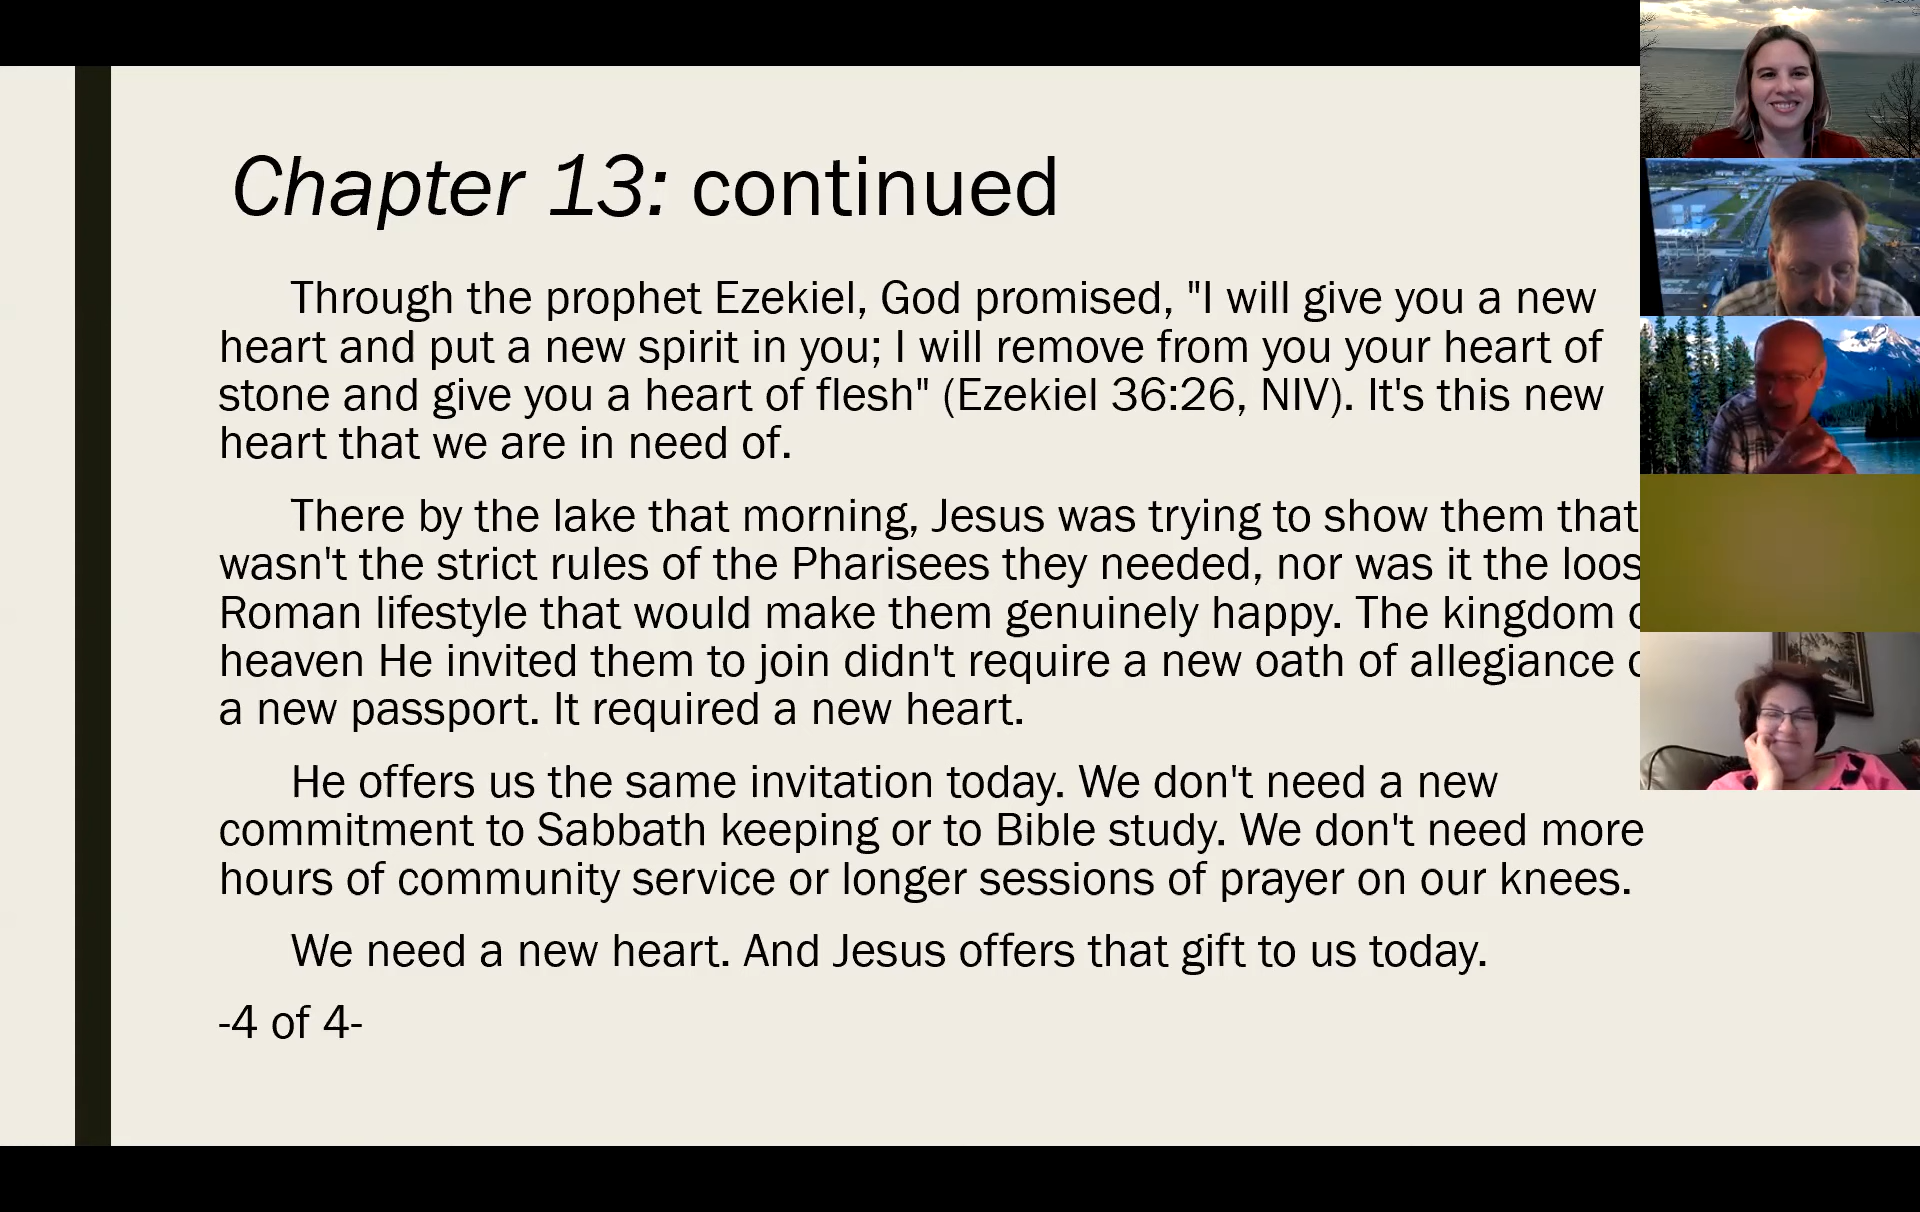 Chapter 13: continued
Through the prophet Ezekiel, God promised, "I will give you a new
heart and put a new spirit in you; I will remove from you your heart of
stone and give you a heart of flesh" (Ezekiel 36:26, NIV). It's this new
heart that we are in need of.
There by the lake that morning, Jesus was trying to show them that
wasn't the strict rules of the Pharisees they needed, nor was it the
Roman lifestyle that would make them genuinely happy. The kingdom
heaven He invited them to join didn't require a new oath of allegiance
a new passport. It required a new heart.
He offers us the same invitation today. We don't need a new
commitment to Sabbath keeping or to Bible study. We don't need more
hours of community service or longer sessions of prayer on our knees.
We need a new heart. And Jesus offers that gift to us today.
-4 of 4-